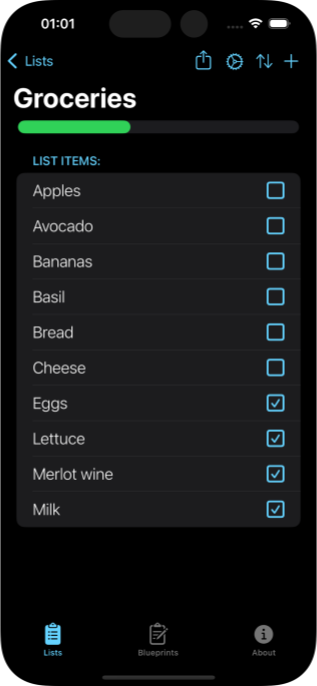 01:01
Lists
Groceries
LIST ITEMS:
Apples
Avocado
Bananas
Basil
Bread
Cheese
Eggs
Lettuce
Merlot wine
Milk
Lists Blueprints About